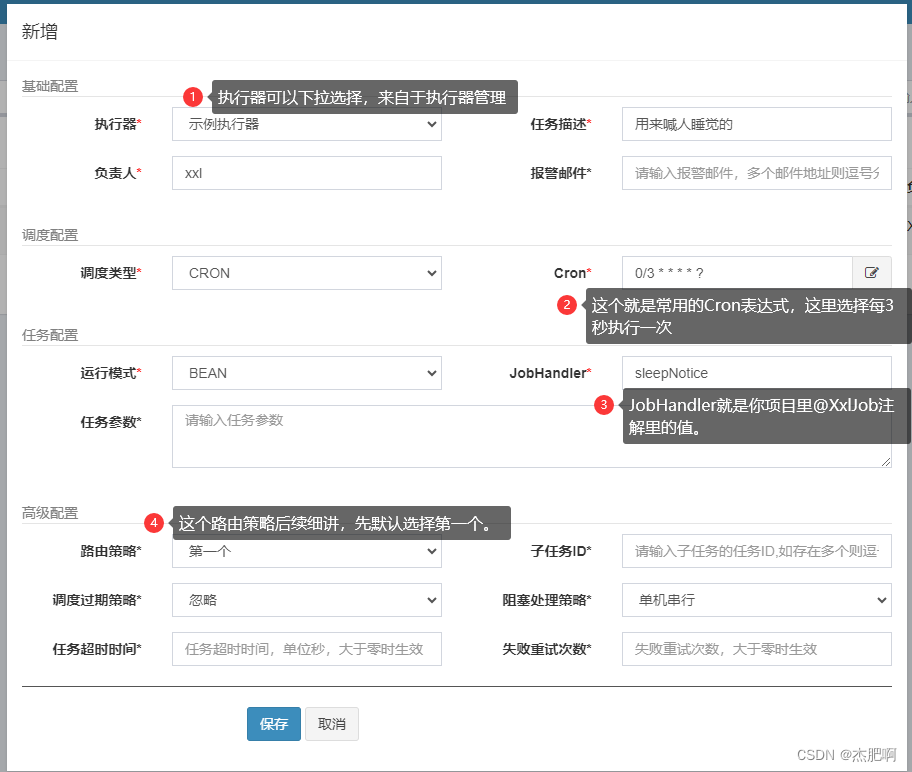 新增
基础配置
1 执行器可以下拉选择，来自于执行器管理
执行器* 示例执行器 任务描述* 用来喊人睡觉的
负责人* xxl 报警邮件* 请输入报警邮件，多个邮件地址则逗号分
调度配置
调度类型* CRON Cron* 0/3 * * * * ?
2 这个就是常用的Cron表达式，这里选择每3
秒执行一次
任务配置
运行模式* BEAN JobHandler* sleepNotice
3 JobHandler就是你项目里@XxlJob注
解里的值。
任务参数* 请输入任务参数
高级配置
4 这个路由策略后续细讲，先默认选择第一个。
路由策略* 第一个 子任务ID* 请输入子任务的任务ID,如存在多个则逗
调度过期策略* 忽略 阻塞处理策略* 单机串行
任务超时时间* 任务超时时间，单位秒，大于零时生效 失败重试次数* 失败重试次数，大于零时生效
保存 取消
CSDN @杰肥啊